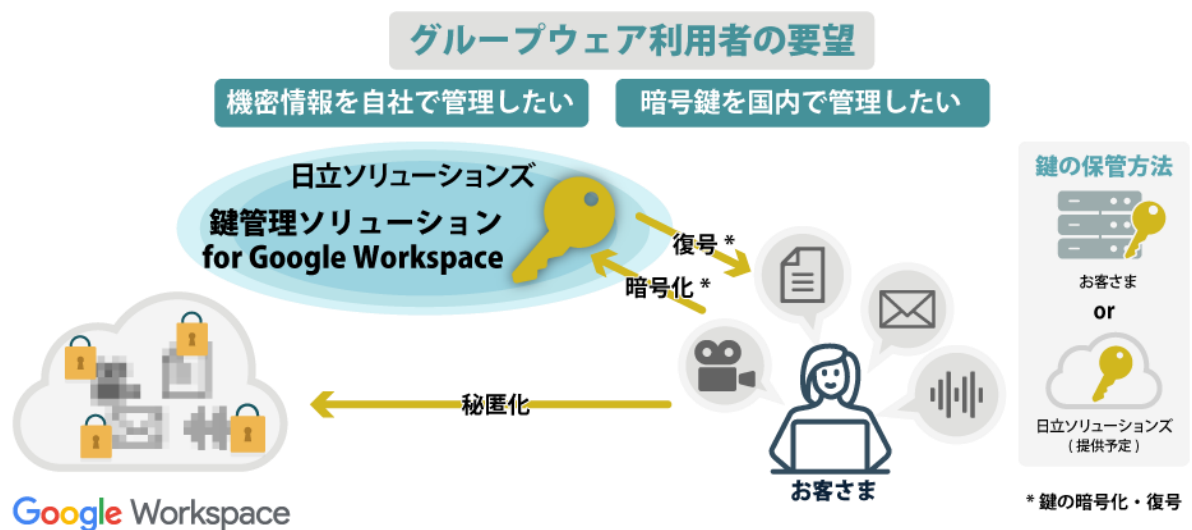 グループウェア利用者の要望
機密情報を自社で管理したい
暗号鍵を国内で管理したい
日立ソリューションズ
鍵管理ソリューション
for Google Workspace
復号 *
暗号化 *
秘匿化
お客さま
Google Workspace
鍵の保管方法
お客さま
or
日立ソリューションズ
( 提供予定 )
* 鍵の暗号化・復号